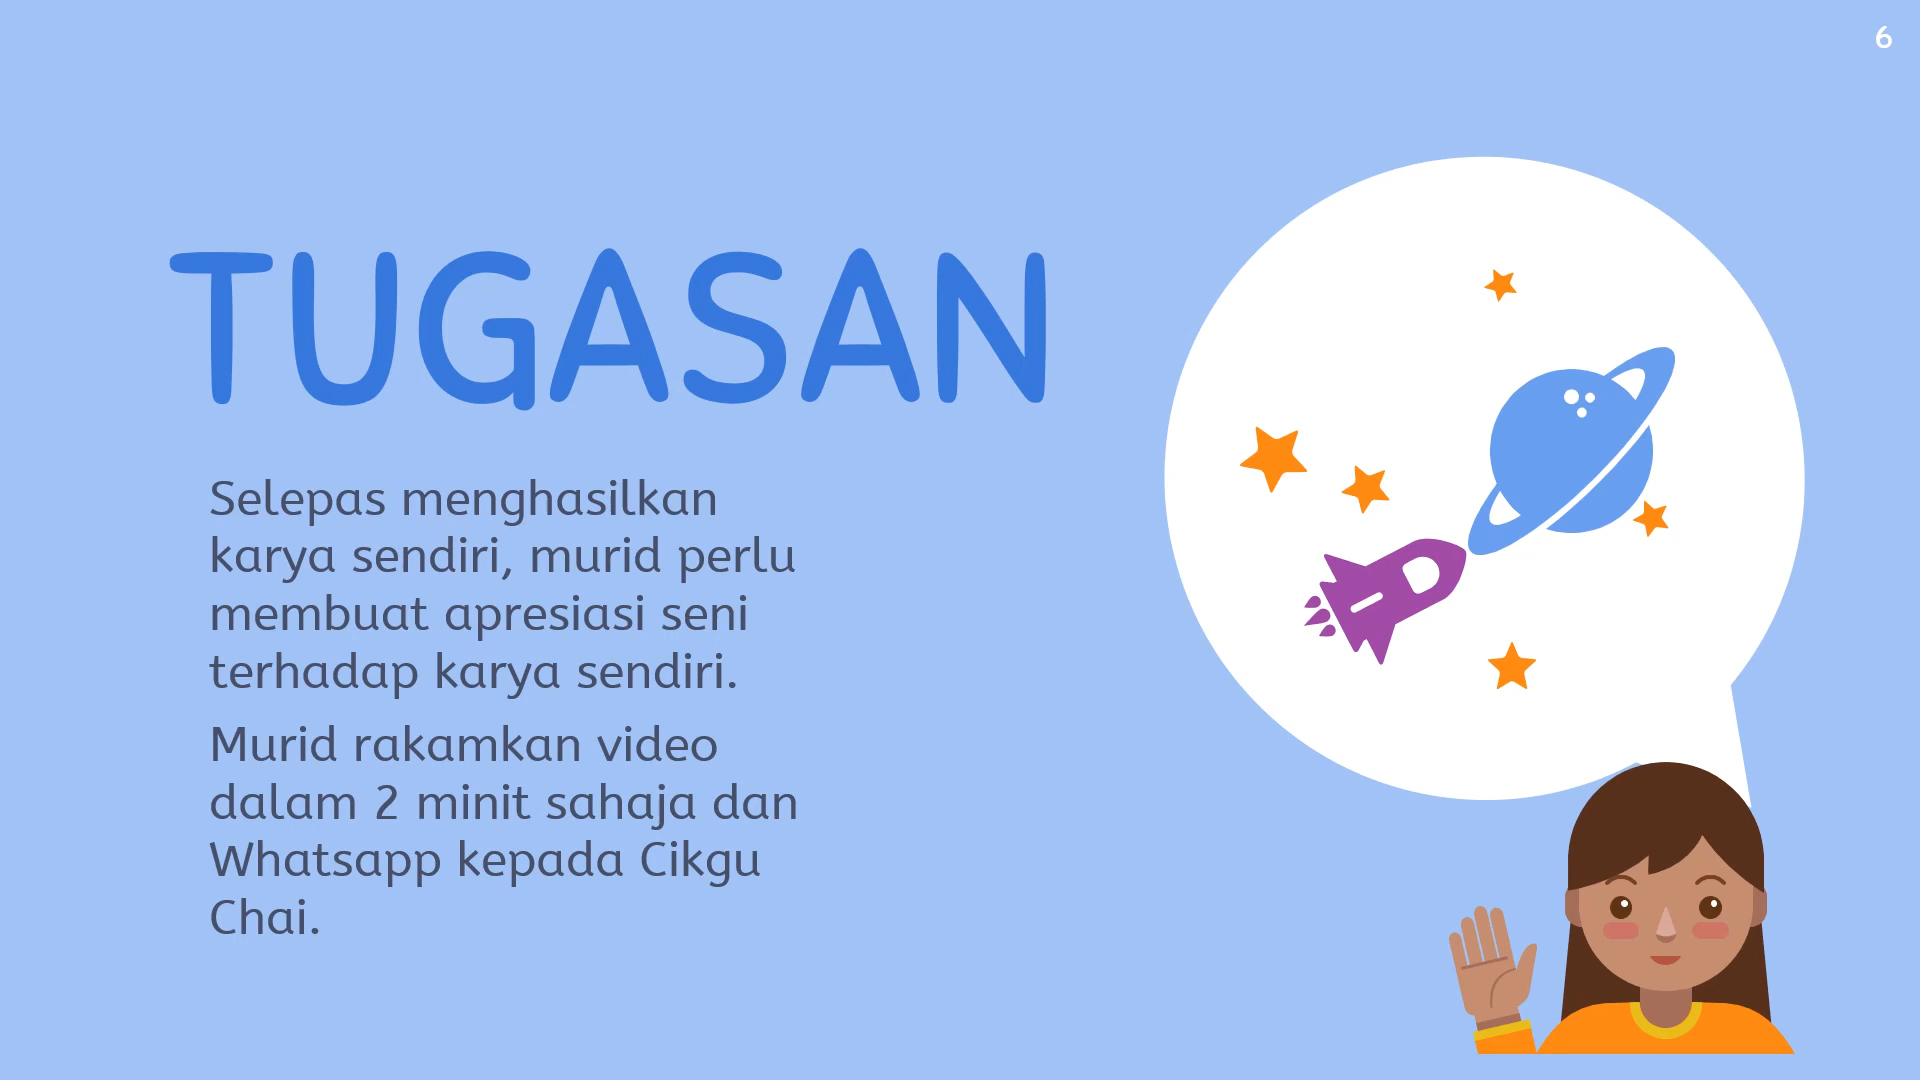 6
TUGASAN
Selepas menghasilkan
karya sendiri, murid perlu
membuat apresiasi seni
terhadap karya sendiri.
Murid rakamkan video
dalam 2 minit sahaja dan
Whatsapp kepada Cikgu
Chai.